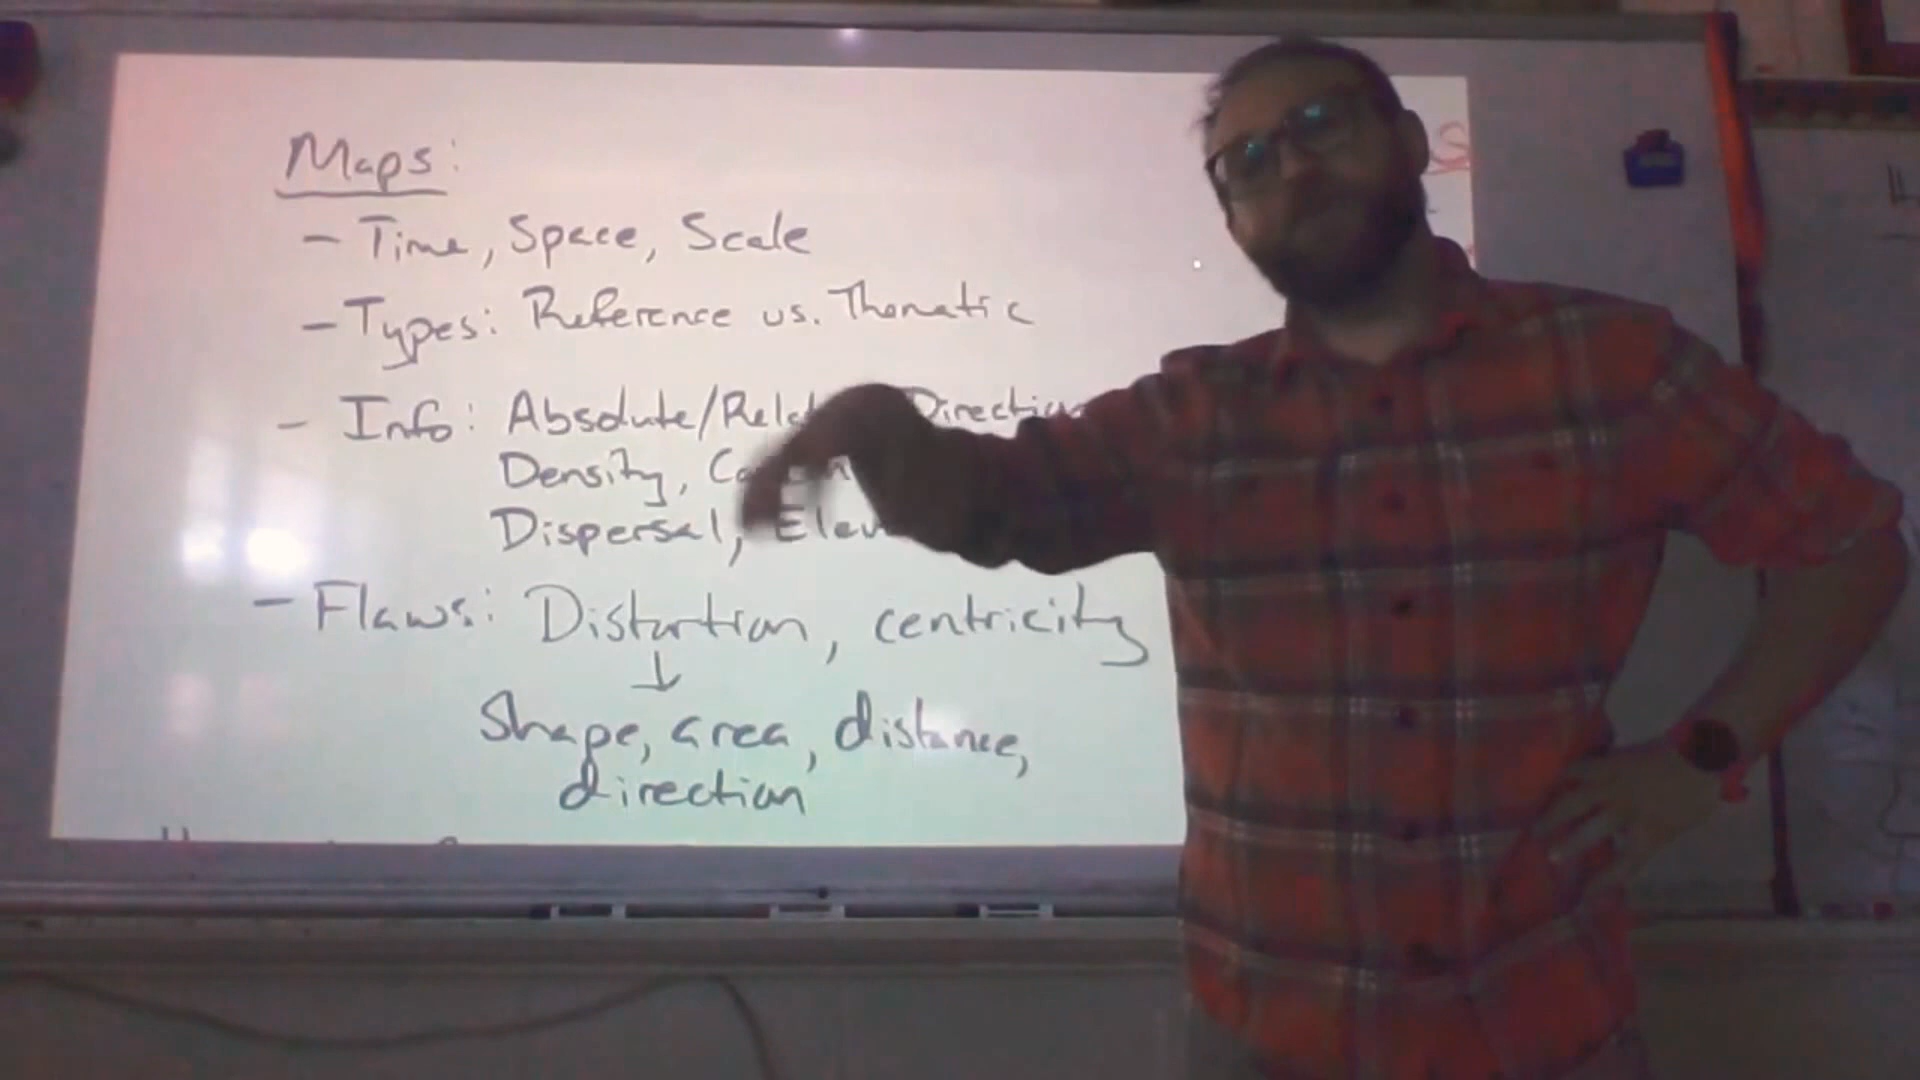 Maps:
- Time, Space, Scale
- Types: Reference vs. Thematic
- Info: Absolute/ Direction
Density,
Dispersal,
- Flaws: Distortion, centricity
↓
Shape, area, distance,
direction